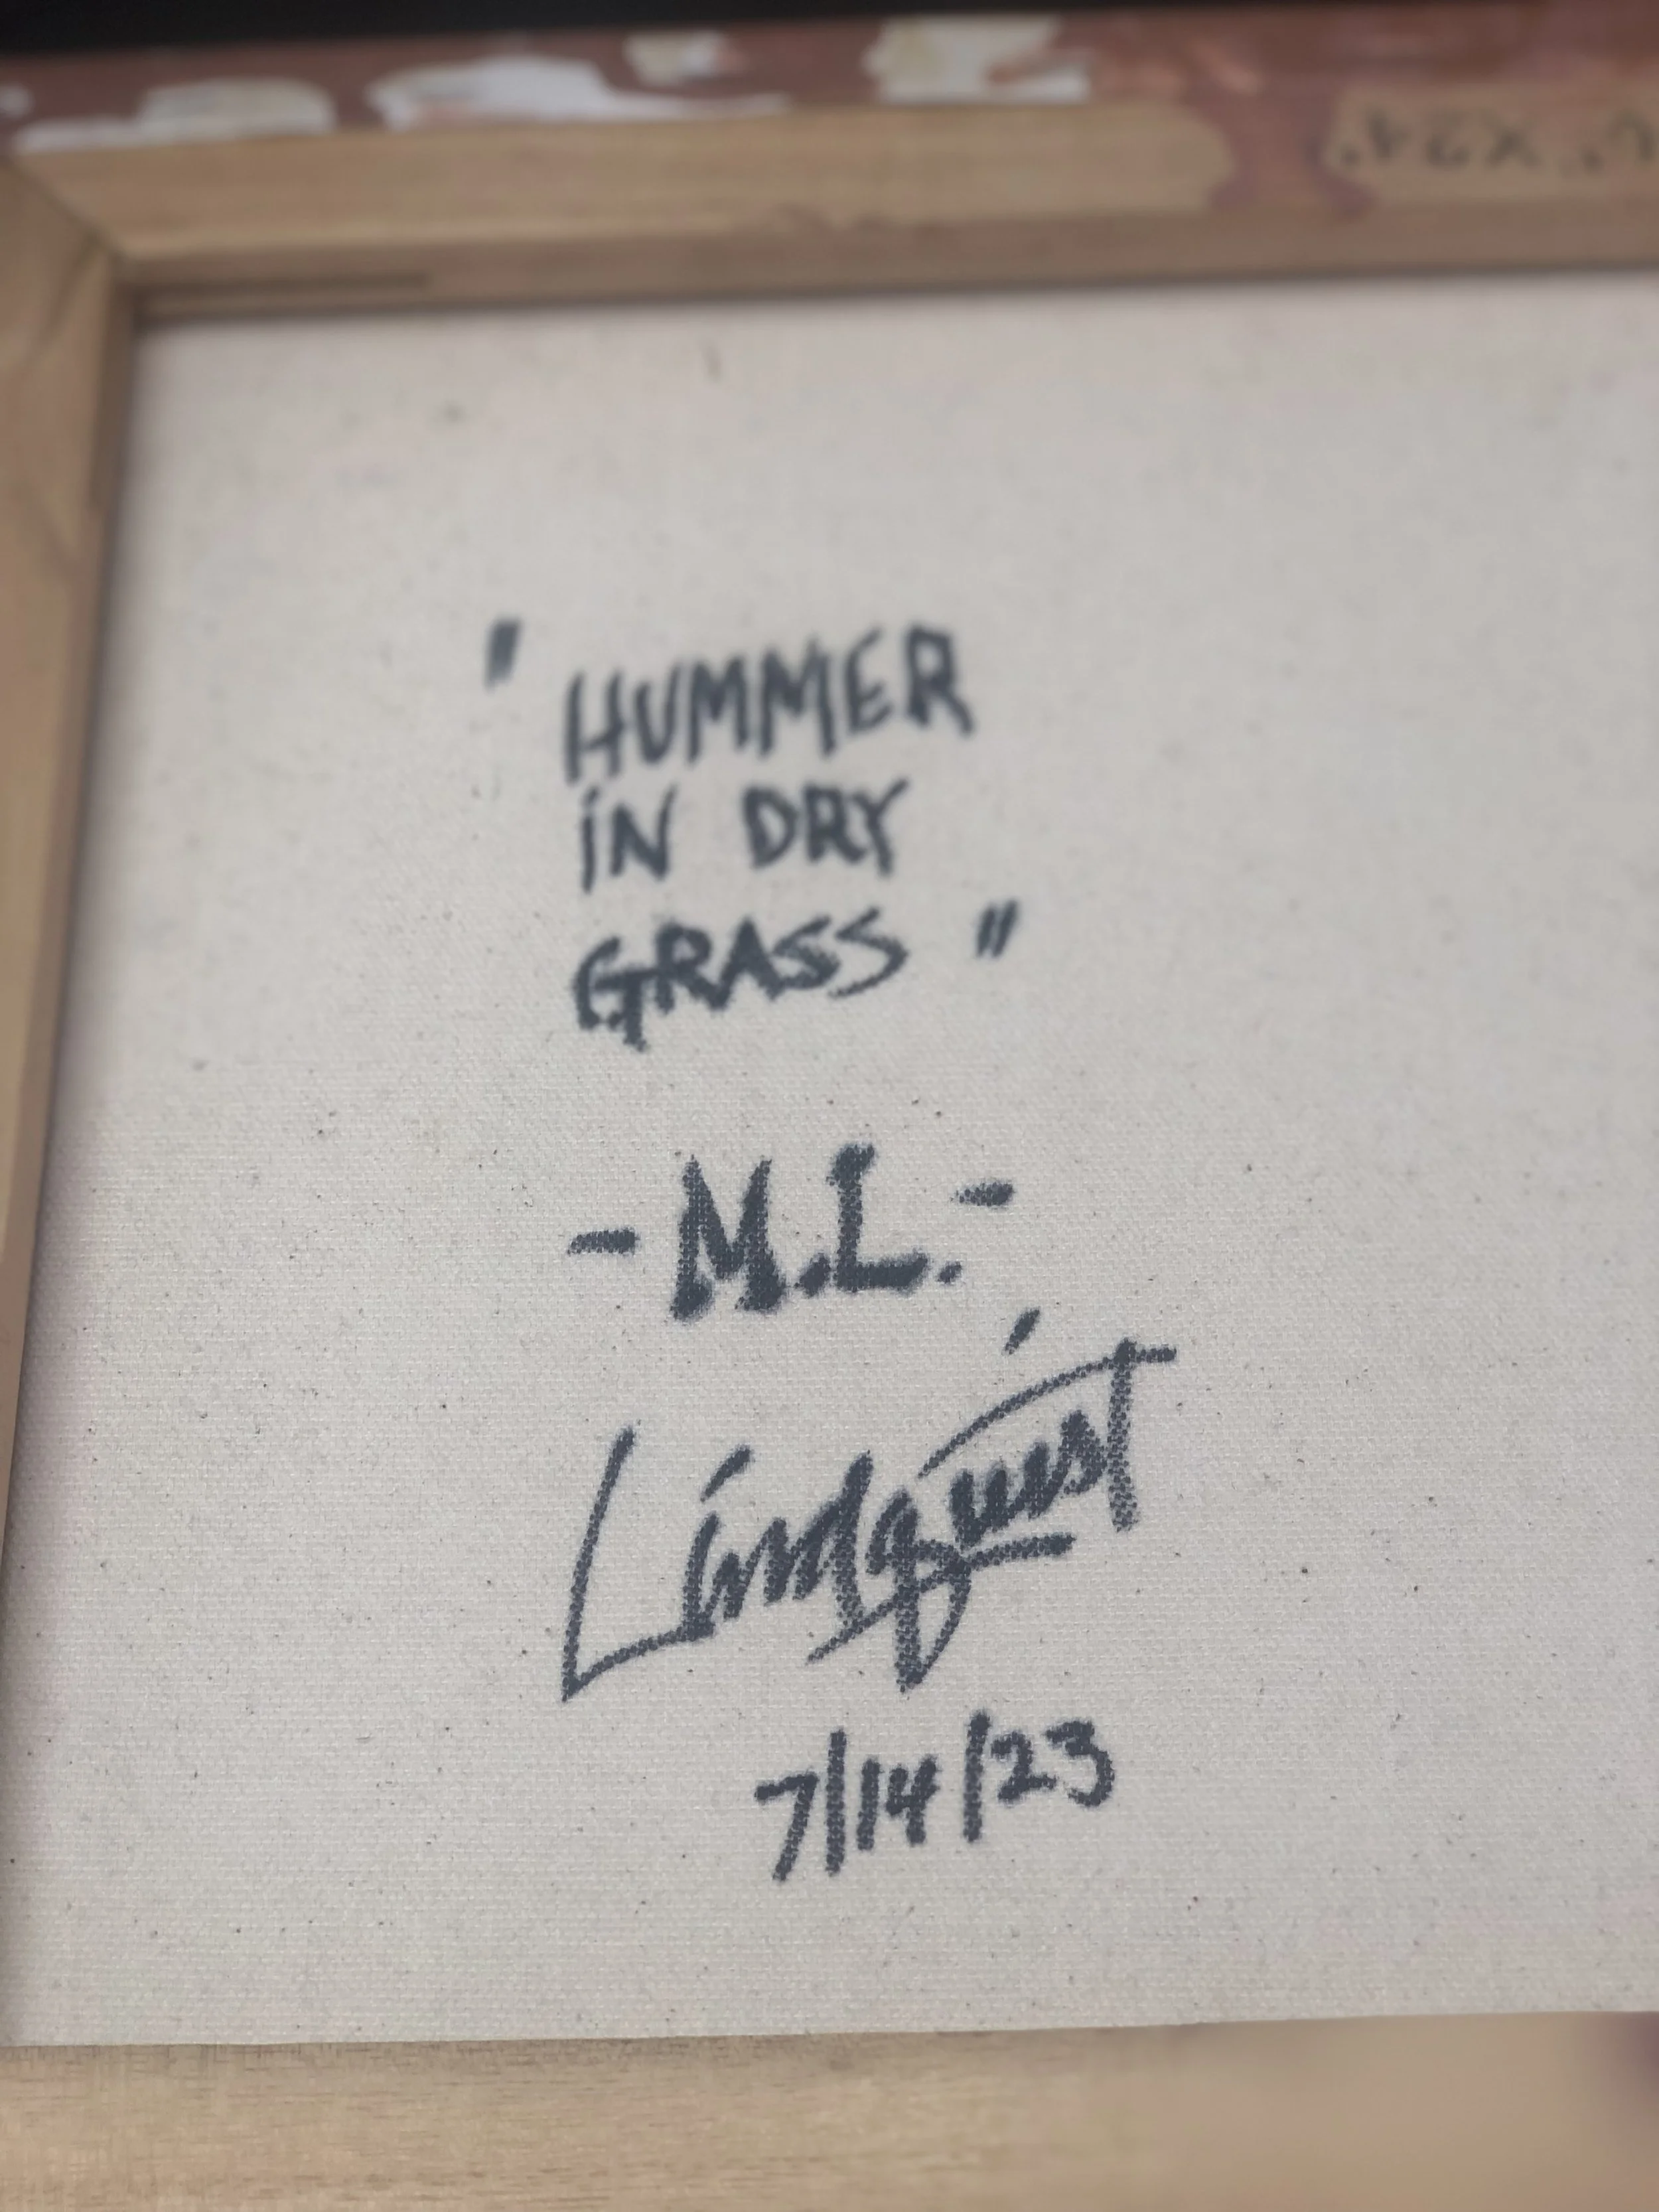 "HUMMER
iN DRY
GRASS"
-M.L.-
Lindquist
7/14/23